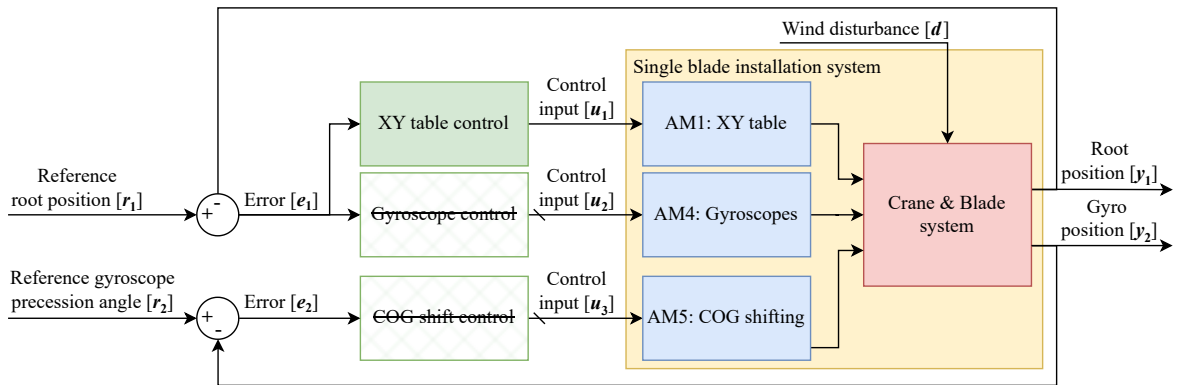 Wind disturbance [d]
Single blade installation system
Control
input [u1]
XY table control
AM1: XY table
Reference
root position [r1]
-
+
Error [e1]
Control
input [u2]
Gyroscope control
AM4: Gyroscopes
Crane & Blade
system
Root
position [y1]
Gyro
position [y2]
Reference gyroscope
precession angle [r2]
+
-
Error [e2]
Control
input [u3]
COG shift control
AM5: COG shifting